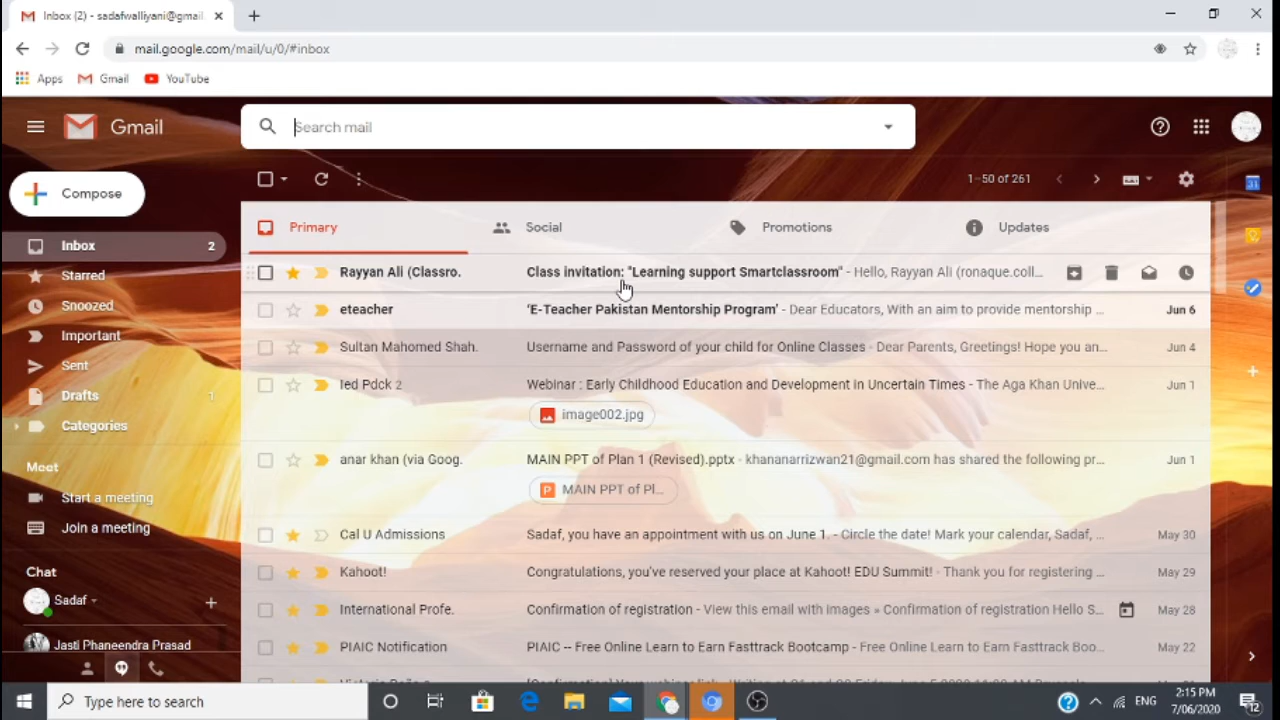 Inbox (2) - sadafwalliyani@gmail.
mail.google.com/mail/u/0/#inbox
Apps Gmail YouTube
Gmail
Search mail
Compose
1–50 of 261
Inbox 2
Starred
Snoozed
Important
Sent
Drafts 1
Categories
Meet
Start a meeting
Join a meeting
Chat
Sadaf
Jasti Phaneendra Prasad
Primary Social Promotions Updates
Rayyan Ali (Classro. Class invitation: "Learning support Smartclassroom" - Hello, Rayyan Ali (ronaque.coll...
eteacher 'E-Teacher Pakistan Mentorship Program' - Dear Educators, With an aim to provide mentorship ... Jun 6
Sultan Mahomed Shah. Username and Password of your child for Online Classes - Dear Parents, Greetings! Hope you an... Jun 4
Ied Pdck 2 Webinar : Early Childhood Education and Development in Uncertain Times - The Aga Khan Unive... Jun 1
image002.jpg
anar khan (via Goog. MAIN PPT of Plan 1 (Revised).pptx - khananarrizwan21@gmail.com has shared the following pr... Jun 1
MAIN PPT of Pl...
Cal U Admissions Sadaf, you have an appointment with us on June 1. - Circle the date! Mark your calendar, Sadaf, ... May 30
Kahoot! Congratulations, you've reserved your place at Kahoot! EDU Summit! - Thank you for registering ... May 29
International Profe. Confirmation of registration - View this email with images » Confirmation of registration Hello S... May 28
PIAIC Notification PIAIC -- Free Online Learn to Earn Fasttrack Bootcamp - Free Online Learn to Earn Fasttrack Boo... May 22
Type here to search
ENG
2:15 PM
7/06/2020
12